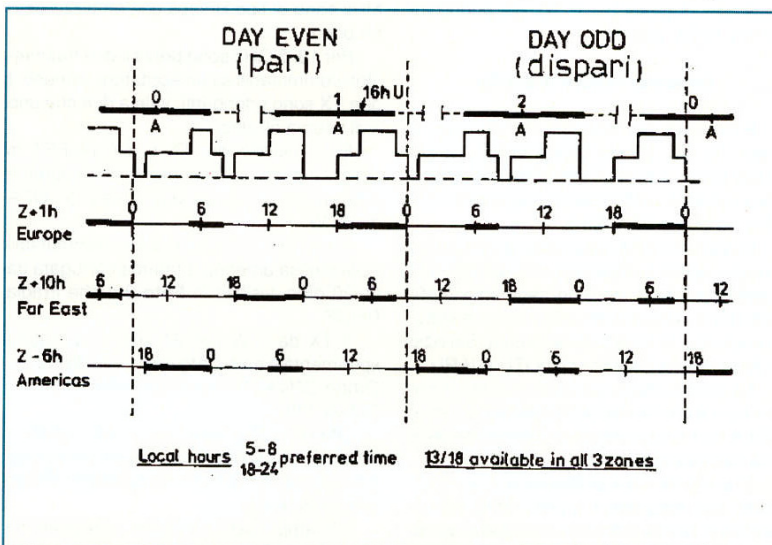 DAY EVEN
(pari)
DAY ODD
(dispari)
0 1 16h U 2 0
A A A A
Z+1h
Europe
0 6 12 18 0 6 12 18 0
Z+10h
Far East
6 12 18 0 6 12 18 0 6 12
Z-6h
Americas
18 0 6 12 18 0 6 12 18
Local hours 5-8
18-24 preferred time 13/18 available in all 3 zones